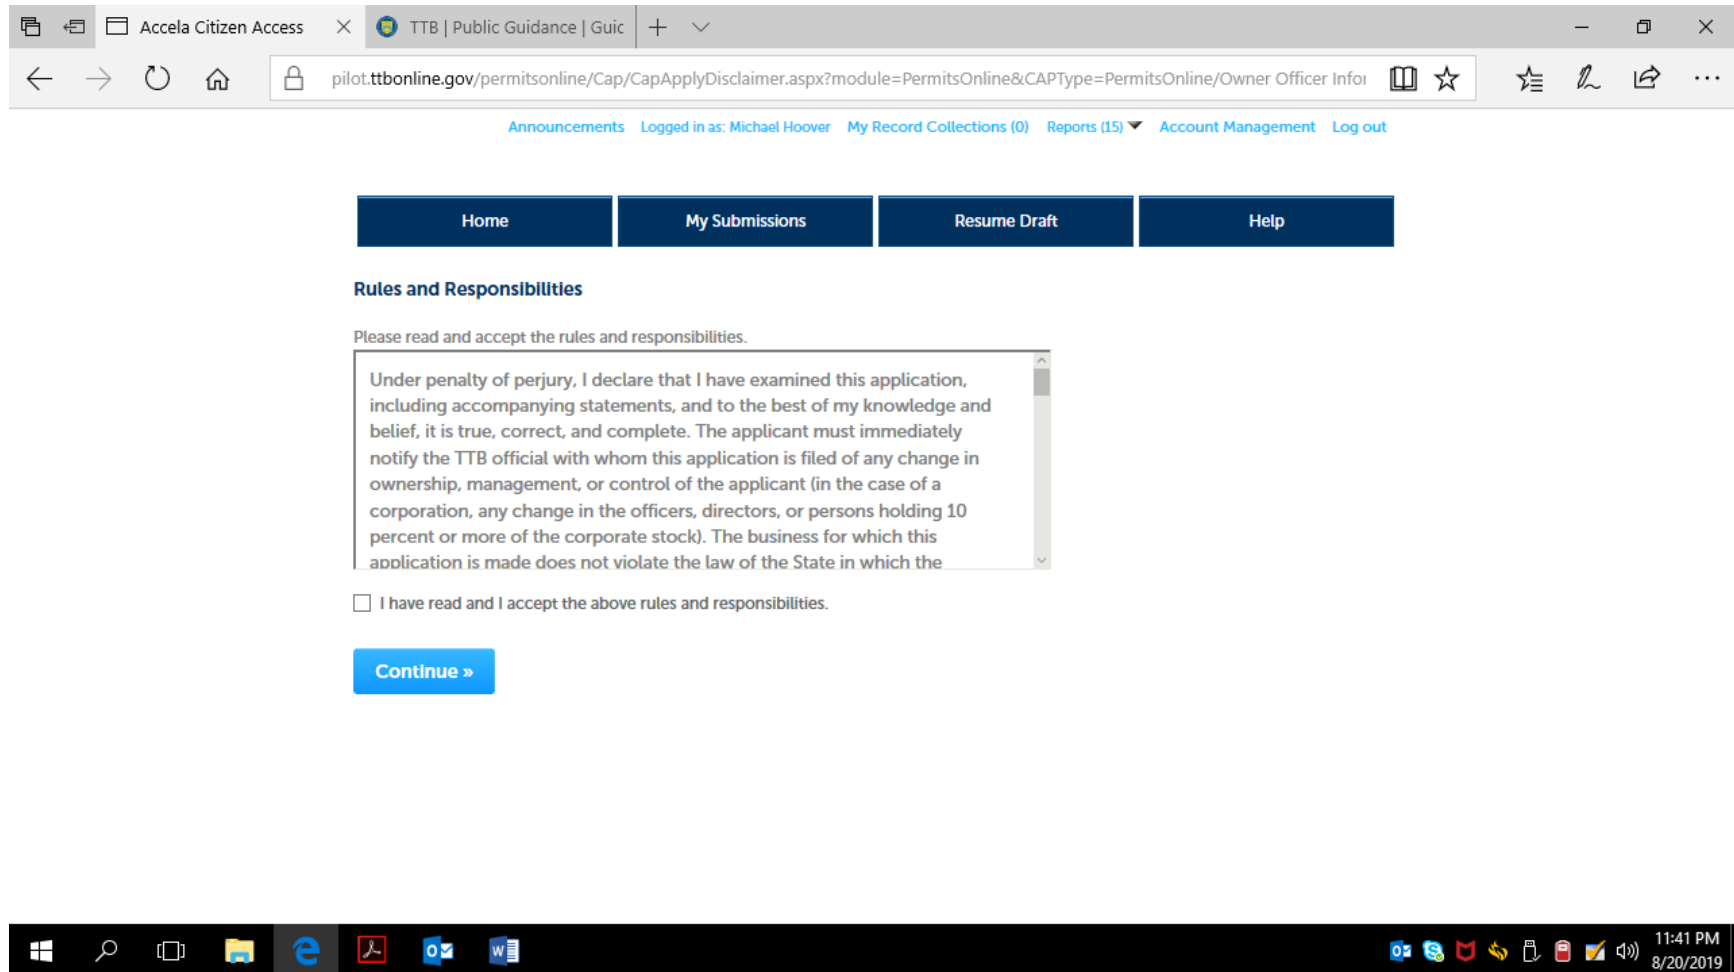 Accela Citizen Access
TTB | Public Guidance | Guic
pilot.ttbonline.gov/permitsonline/Cap/CapApplyDisclaimer.aspx?module=PermitsOnline&CAPType=PermitsOnline/Owner Officer Infor
Announcements Logged in as: Michael Hoover My Record Collections (0) Reports (15) Account Management Log out
Home My Submissions Resume Draft Help
Rules and Responsibilities
Please read and accept the rules and responsibilities.
Under penalty of perjury, I declare that I have examined this application,
including accompanying statements, and to the best of my knowledge and
belief, it is true, correct, and complete. The applicant must immediately
notify the TTB official with whom this application is filed of any change in
ownership, management, or control of the applicant (in the case of a
corporation, any change in the officers, directors, or persons holding 10
percent or more of the corporate stock). The business for which this
application is made does not violate the law of the State in which the
I have read and I accept the above rules and responsibilities.
Continue »
11:41 PM
8/20/2019